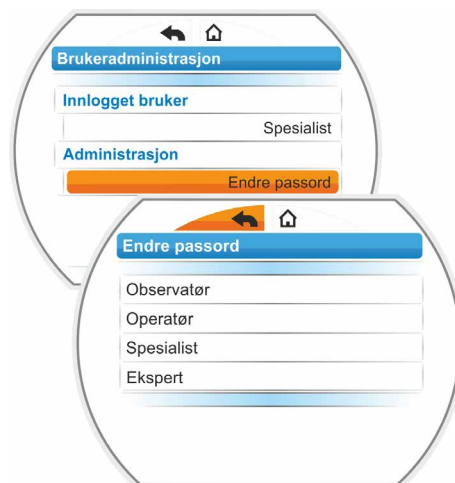 Brukeradministrasjon
Innlogget bruker
Spesialist
Administrasjon
Endre passord
Endre passord
Observatør
Operatør
Spesialist
Ekspert